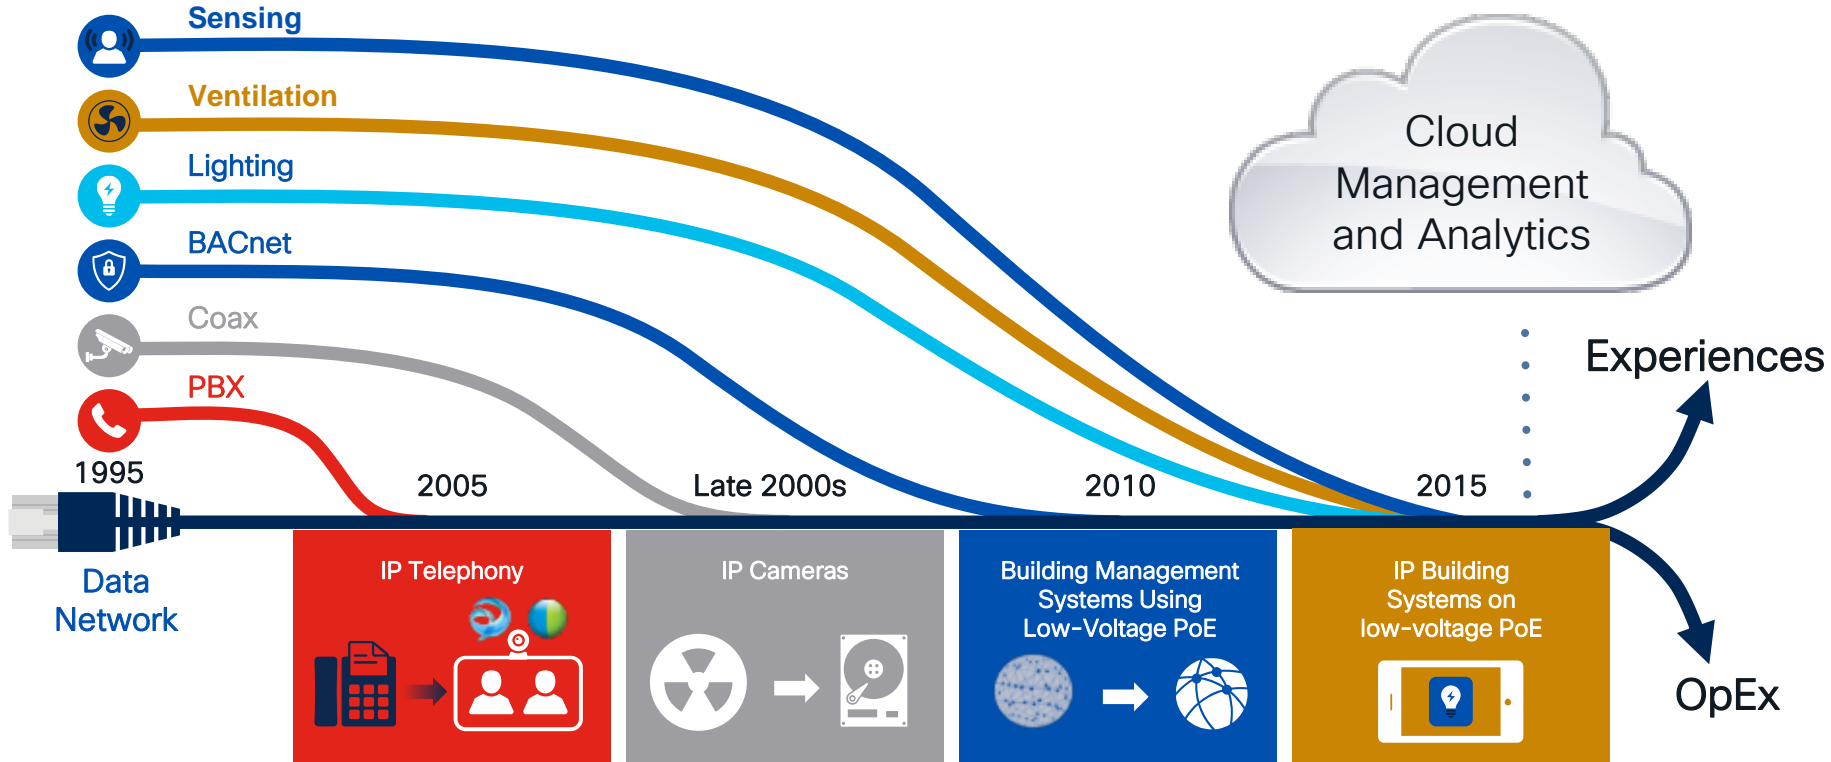 Sensing
Ventilation
Lighting
BACnet
Coax
PBX
1995
2005
Late 2000s
2010
2015
Cloud
Management
and Analytics
Experiences
OpEx
Data
Network
IP Telephony
IP Cameras
Building Management
Systems Using
Low-Voltage PoE
IP Building
Systems on
low-voltage PoE